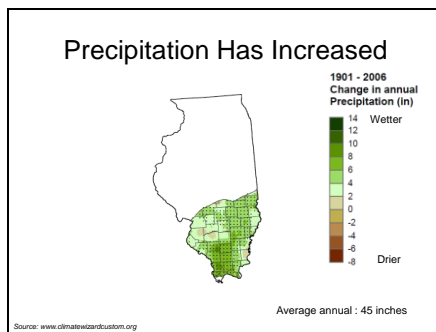 Precipitation Has Increased
1901 - 2006
Change in annual
Precipitation (in)
14 Wetter
12
10
8
6
4
2
0
-2
-4
-6
-8 Drier
Average annual : 45 inches
Source: www.climatewizardcustom.org